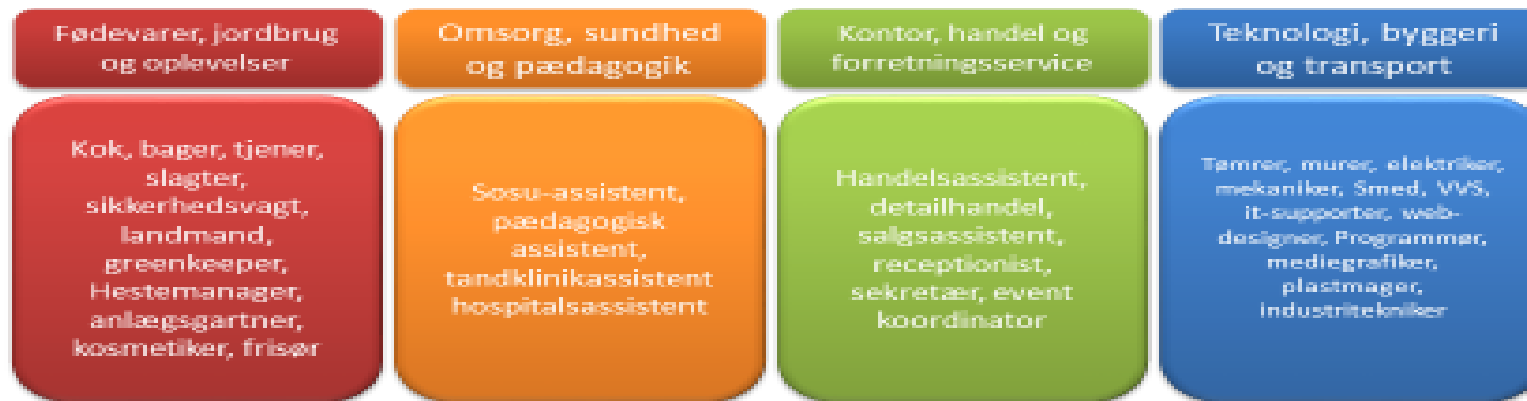 Fødevarer, jordbrug
og oplevelser
Omsorg, sundhed
og pædagogik
Kontor, handel og
forretningsservice
Teknologi, byggeri
og transport
Kok, bager, tjener,
slagter,
sikkerhedsvagt,
landmand,
greenkeeper,
Hestemanager,
anlægsgartner,
kosmetiker, frisør
Sosu-assistent,
pædagogisk
assistent,
tandklinikassistent
hospitalsassistent
Handelsassistent,
detailhandel,
salgsassistent,
receptionist,
sekretær, event
koordinator
Tømrer, murer, elektriker,
mekaniker, Smed, VVS,
it-supporter, web-
designer, Programmør,
mediegrafiker,
plastmager,
industritekniker